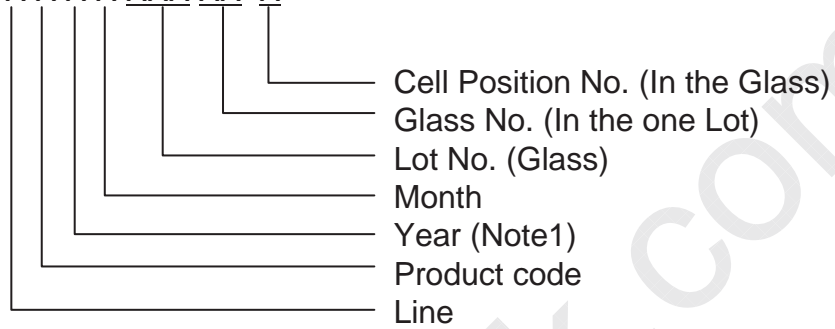 Cell Position No. (In the Glass)
Glass No. (In the one Lot)
Lot No. (Glass)
Month
Year (Note1)
Product code
Line